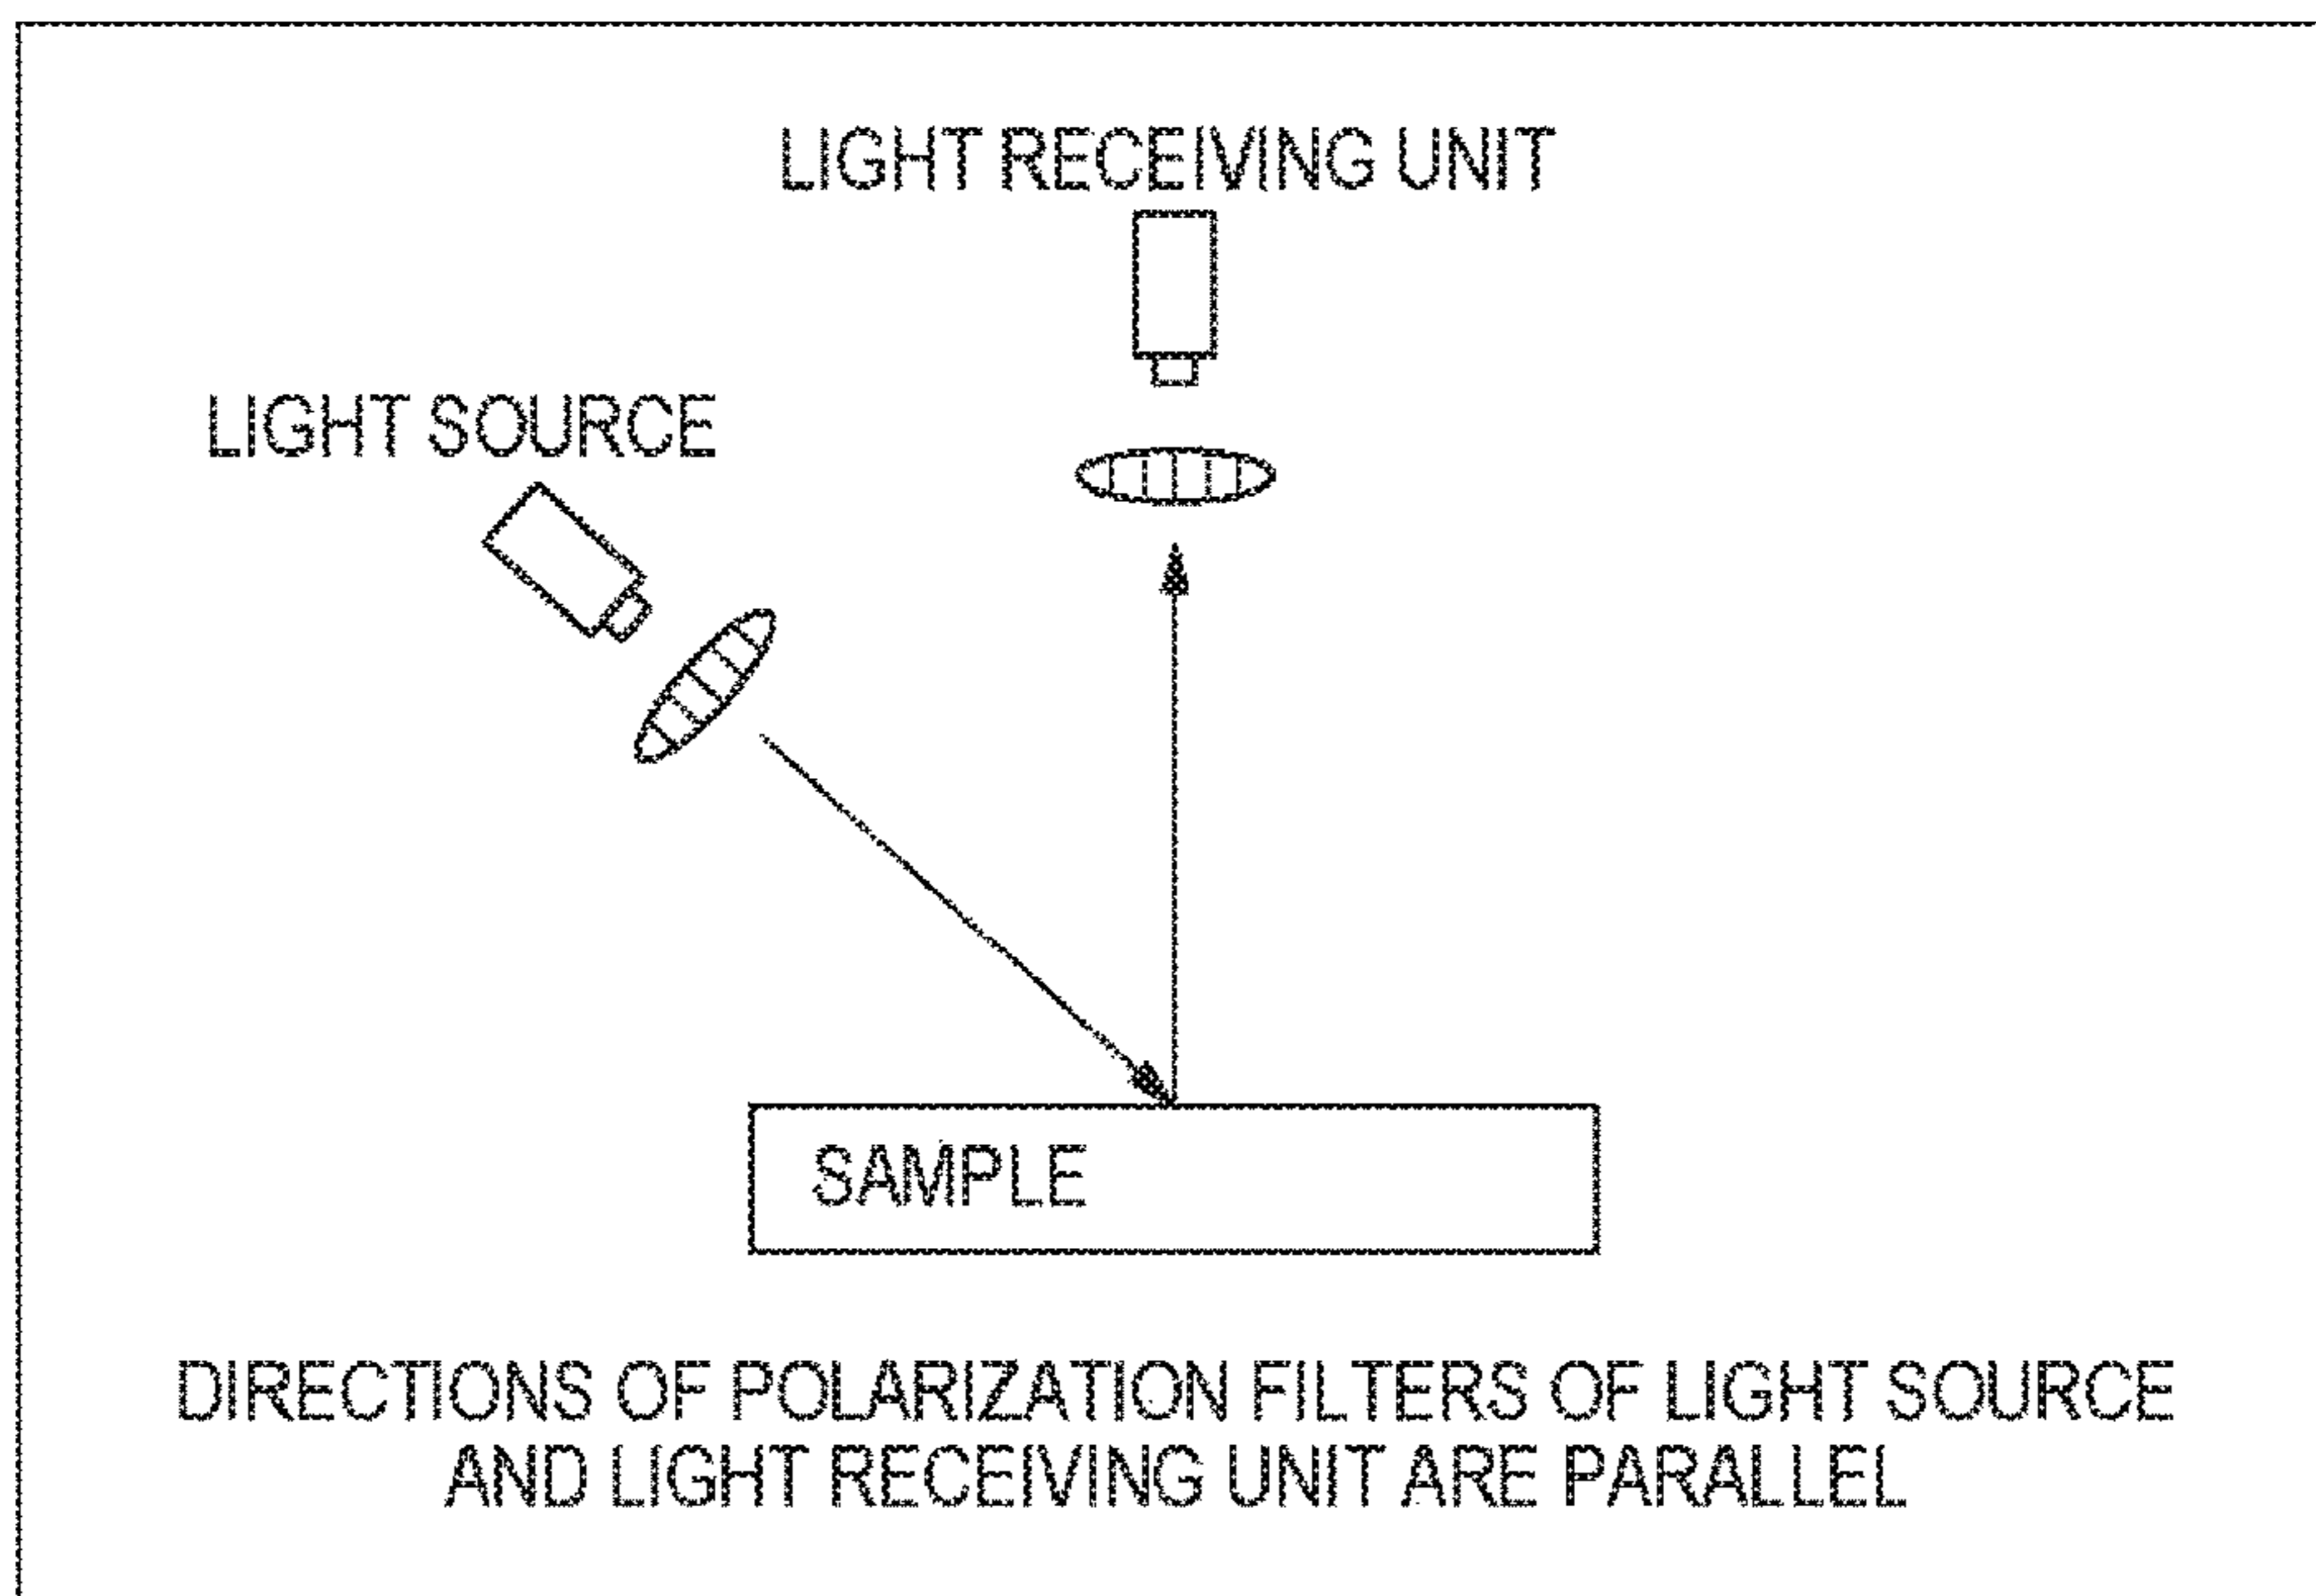 LIGHT RECEIVING UNIT
LIGHT SOURCE
SAMPLE
DIRECTIONS OF POLARIZATION FILTERS OF LIGHT SOURCE
AND LIGHT RECEIVING UNIT ARE PARALLEL